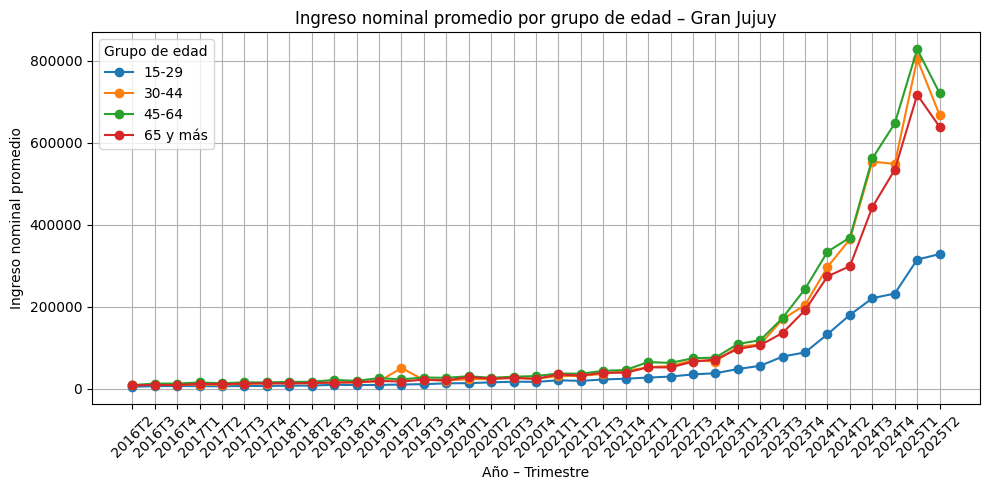 Ingreso nominal promedio por grupo de edad – Gran Jujuy
Grupo de edad
15-29
30-44
45-64
65 y más
Ingreso nominal promedio
800000
600000
400000
200000
0
2016T2
2016T3
2016T4
2017T1
2017T2
2017T3
2017T4
2018T1
2018T2
2018T3
2018T4
2019T1
2019T2
2019T3
2019T4
2020T1
2020T2
2020T3
2020T4
2021T1
2021T2
2021T3
2021T4
2022T1
2022T2
2022T3
2022T4
2023T1
2023T2
2023T3
2023T4
2024T1
2024T2
2024T3
2024T4
2025T1
2025T2
Año – Trimestre